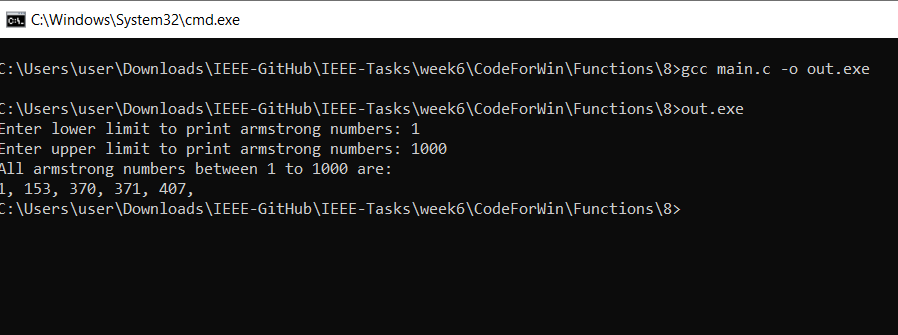 C:\Windows\System32\cmd.exe
C:\Users\user\Downloads\IEEE-GitHub\IEEE-Tasks\week6\CodeForWin\Functions\8>gcc main.c -o out.exe
C:\Users\user\Downloads\IEEE-GitHub\IEEE-Tasks\week6\CodeForWin\Functions\8>out.exe
Enter lower limit to print armstrong numbers: 1
Enter upper limit to print armstrong numbers: 1000
All armstrong numbers between 1 to 1000 are:
1, 153, 370, 371, 407,
C:\Users\user\Downloads\IEEE-GitHub\IEEE-Tasks\week6\CodeForWin\Functions\8>